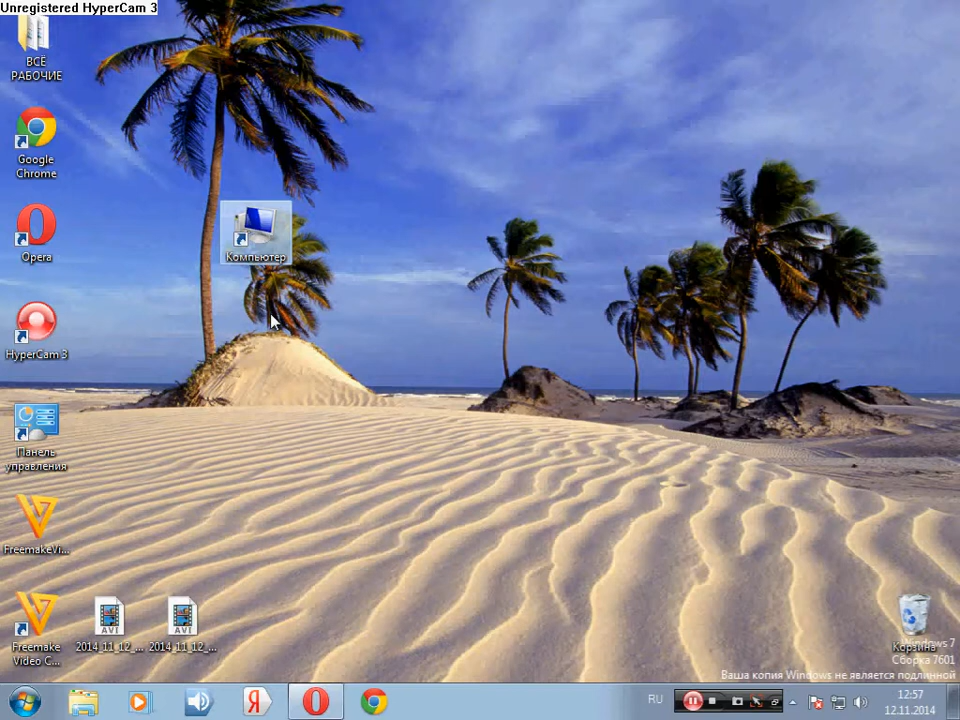 Unregistered HyperCam 3
ВСЁ
РАБОЧИЕ
Google
Chrome
Компьютер
Opera
HyperCam 3
Панель
управления
FreemakeVi...
Freemake
Video C...
2014_11_12_...
2014_11_12_...
Корзина
Windows 7
Сборка 7601
Ваша копия Windows не является подлинной
RU
12:57
12.11.2014